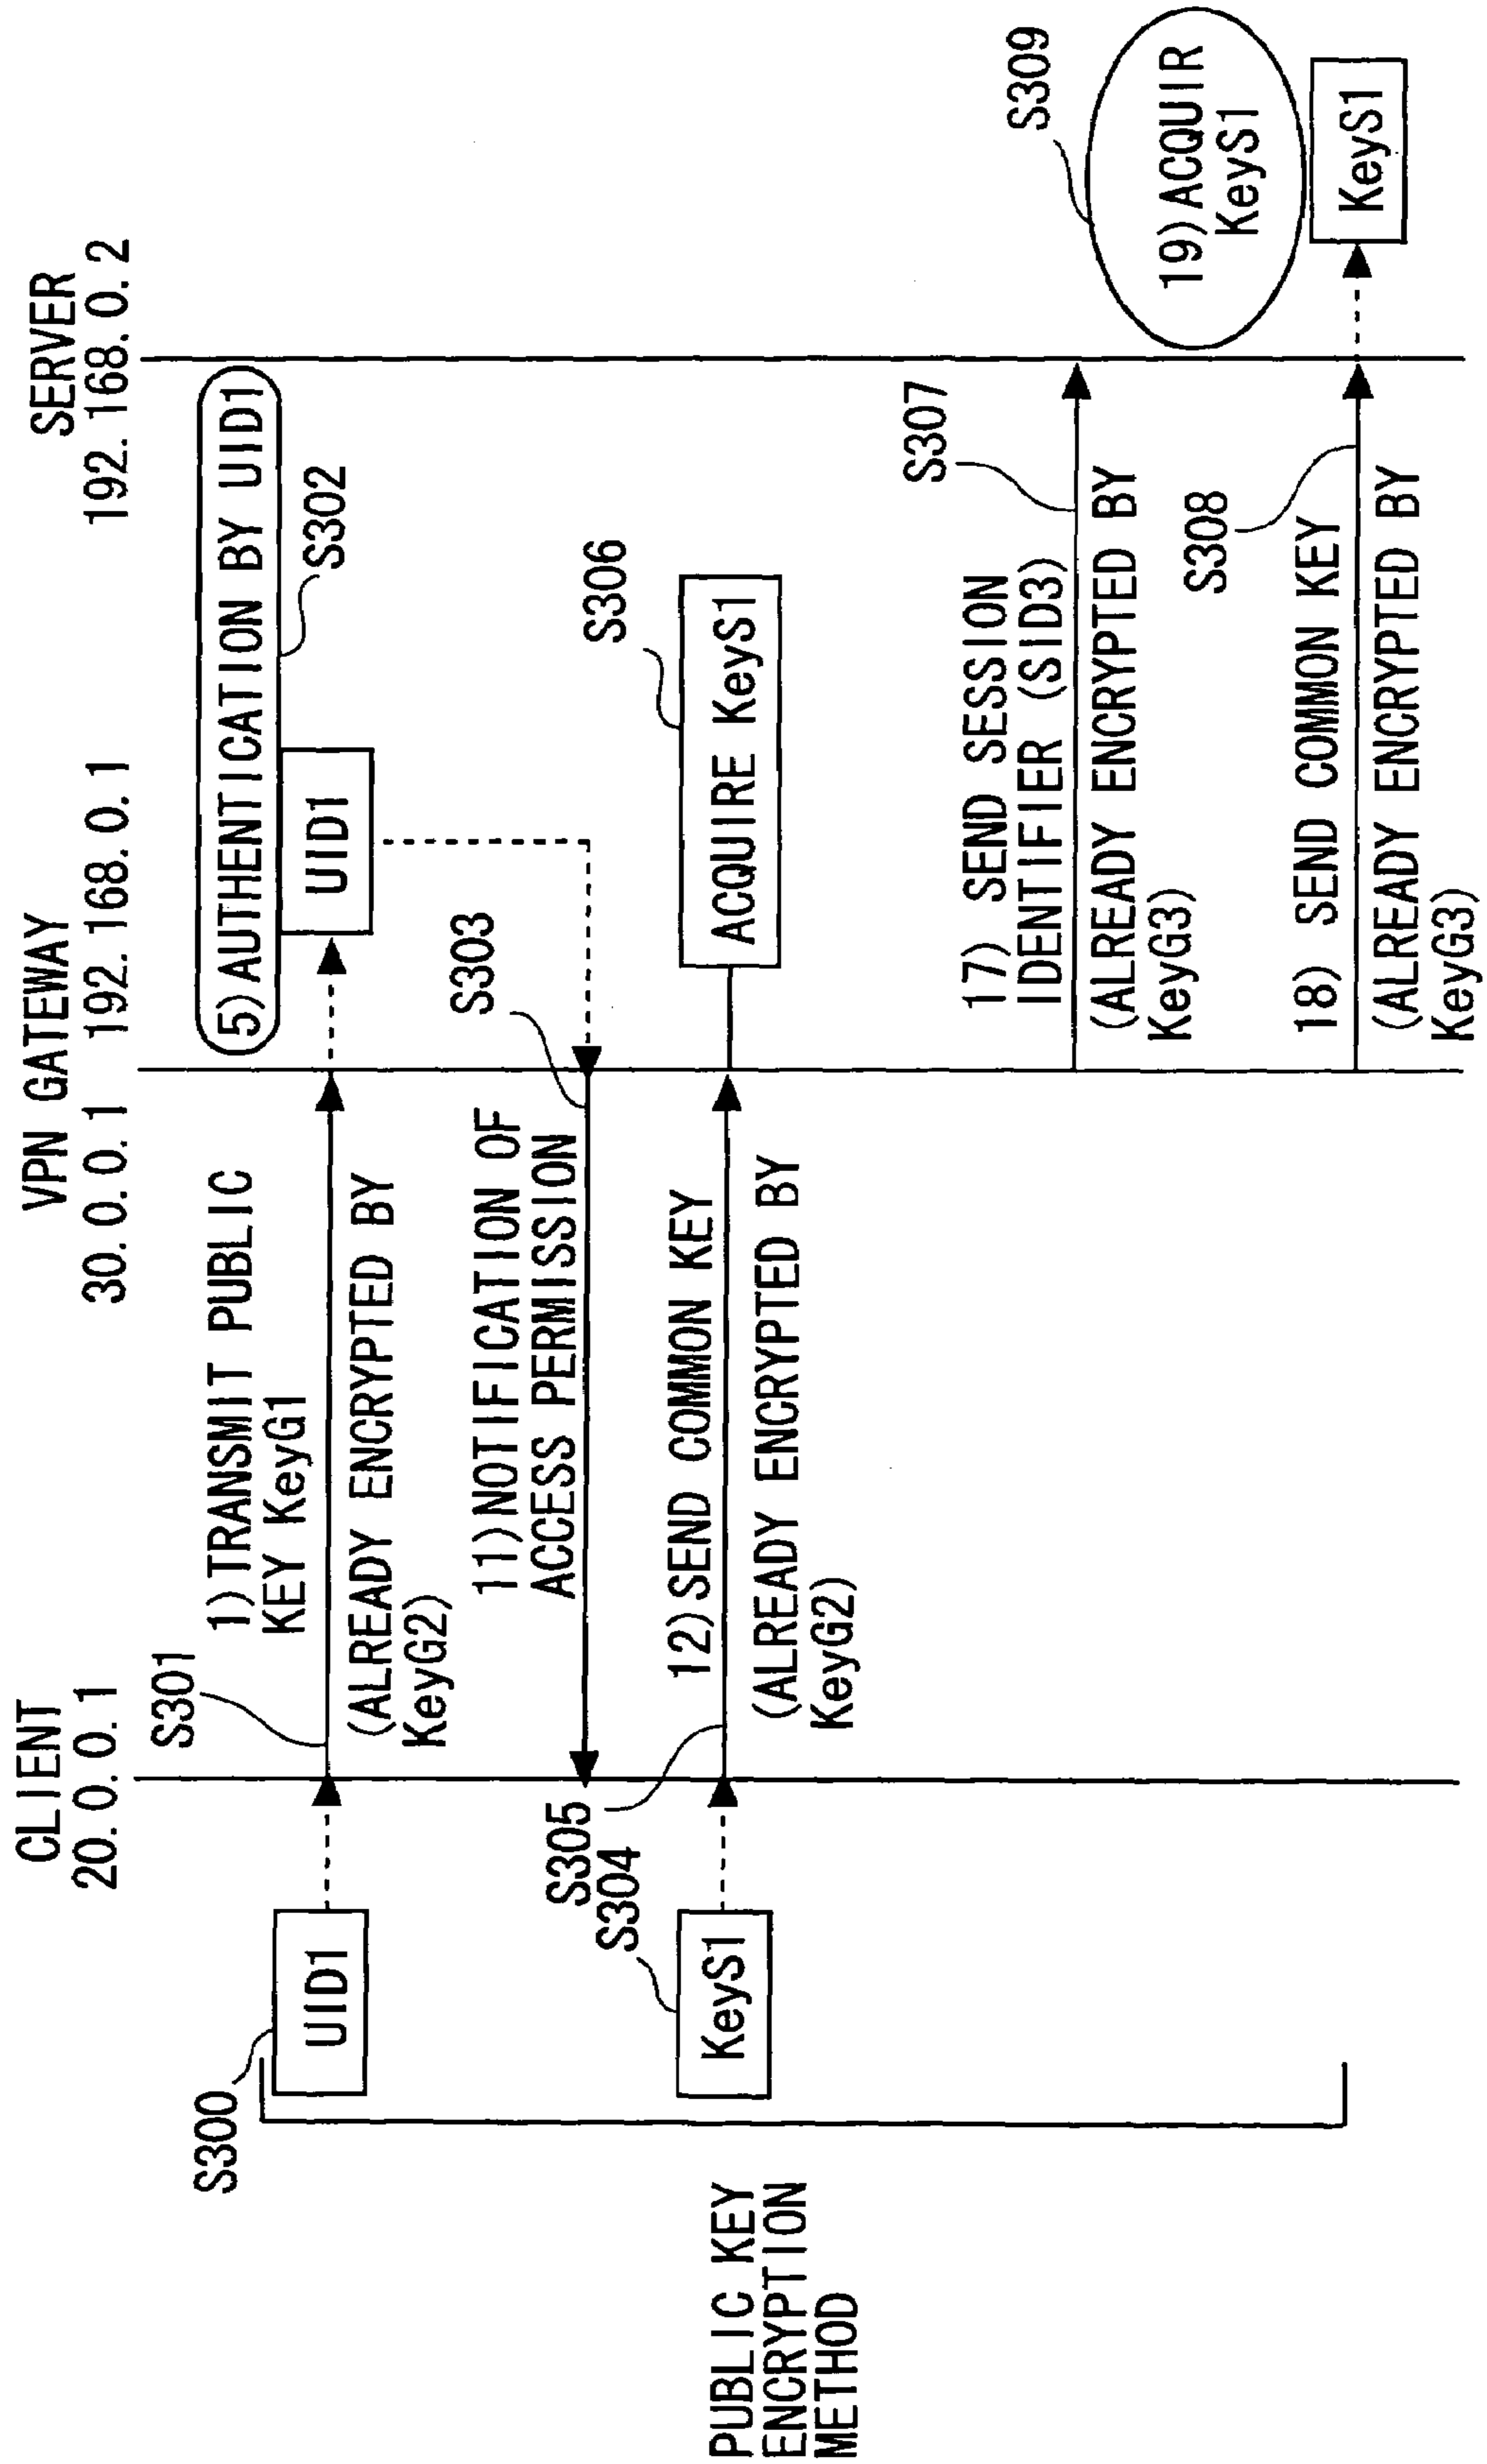 CLIENT
20. 0. 0. 1
VPN GATEWAY
30. 0. 0. 1 192. 168. 0. 1
SERVER
192. 168. 0. 2
S300
UID1
S301
1)TRANSMIT PUBLIC
KEY KeyG1
(ALREADY ENCRYPTED BY
KeyG2)
5)AUTHENTICATION BY UID1
UID1
S302
S303
11)NOTIFICATION OF
ACCESS PERMISSION
S305
S304
KeyS1
12)SEND COMMON KEY
(ALREADY ENCRYPTED BY
KeyG2)
S306
ACQUIRE KeyS1
PUBLIC KEY
ENCRYPTION
METHOD
S307
17) SEND SESSION
IDENTIFIER (SID3)
(ALREADY ENCRYPTED BY
KeyG3)
S308
18) SEND COMMON KEY
(ALREADY ENCRYPTED BY
KeyG3)
S309
19)ACQUIR
KeyS1
KeyS1